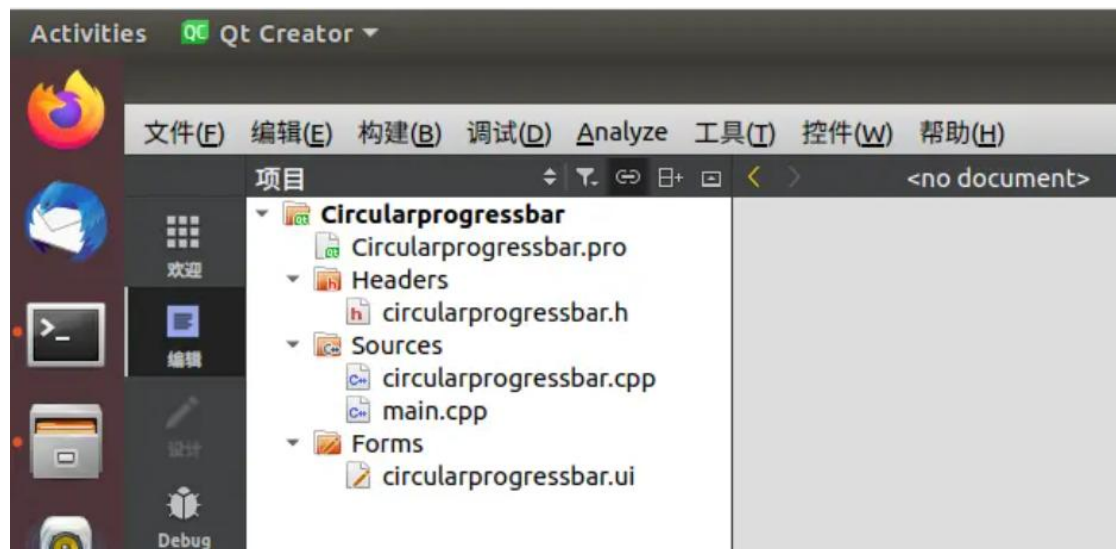 Activities Qt Creator
文件(F) 编辑(E) 构建(B) 调试(D) Analyze 工具(T) 控件(W) 帮助(H)
项目 <no document>
Circularprogressbar
Circularprogressbar.pro
欢迎
Headers
circularprogressbar.h
Sources
编辑
circularprogressbar.cpp
main.cpp
Forms
设计
circularprogressbar.ui
Debug